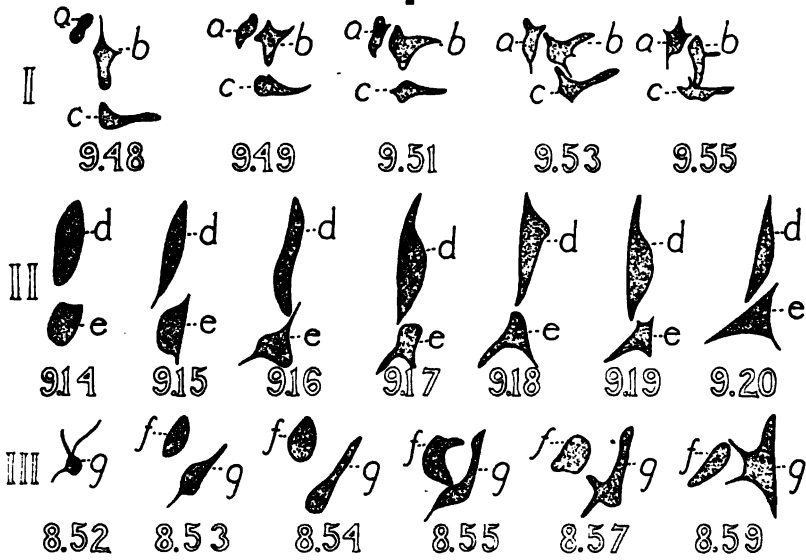 a b a b a b a b a b
I c c c c c
9.48 9.49 9.51 9.53 9.55
d d d d d d d
II e e e e e e e
9.14 9.15 9.16 9.17 9.18 9.19 9.20
f f f f f
III g g g g g g
8.52 8.53 8.54 8.55 8.57 8.59